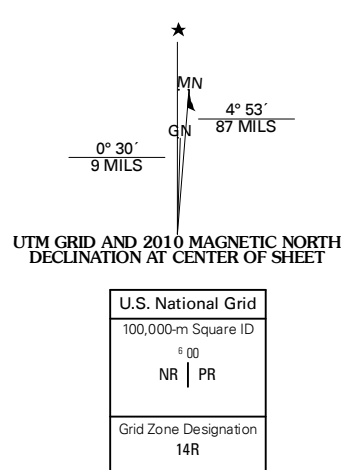 ★
MN
GN
4° 53´
87 MILS
0° 30´
9 MILS
UTM GRID AND 2010 MAGNETIC NORTH
DECLINATION AT CENTER OF SHEET
U.S. National Grid
100,000-m Square ID
6 00
NR PR
Grid Zone Designation
14R